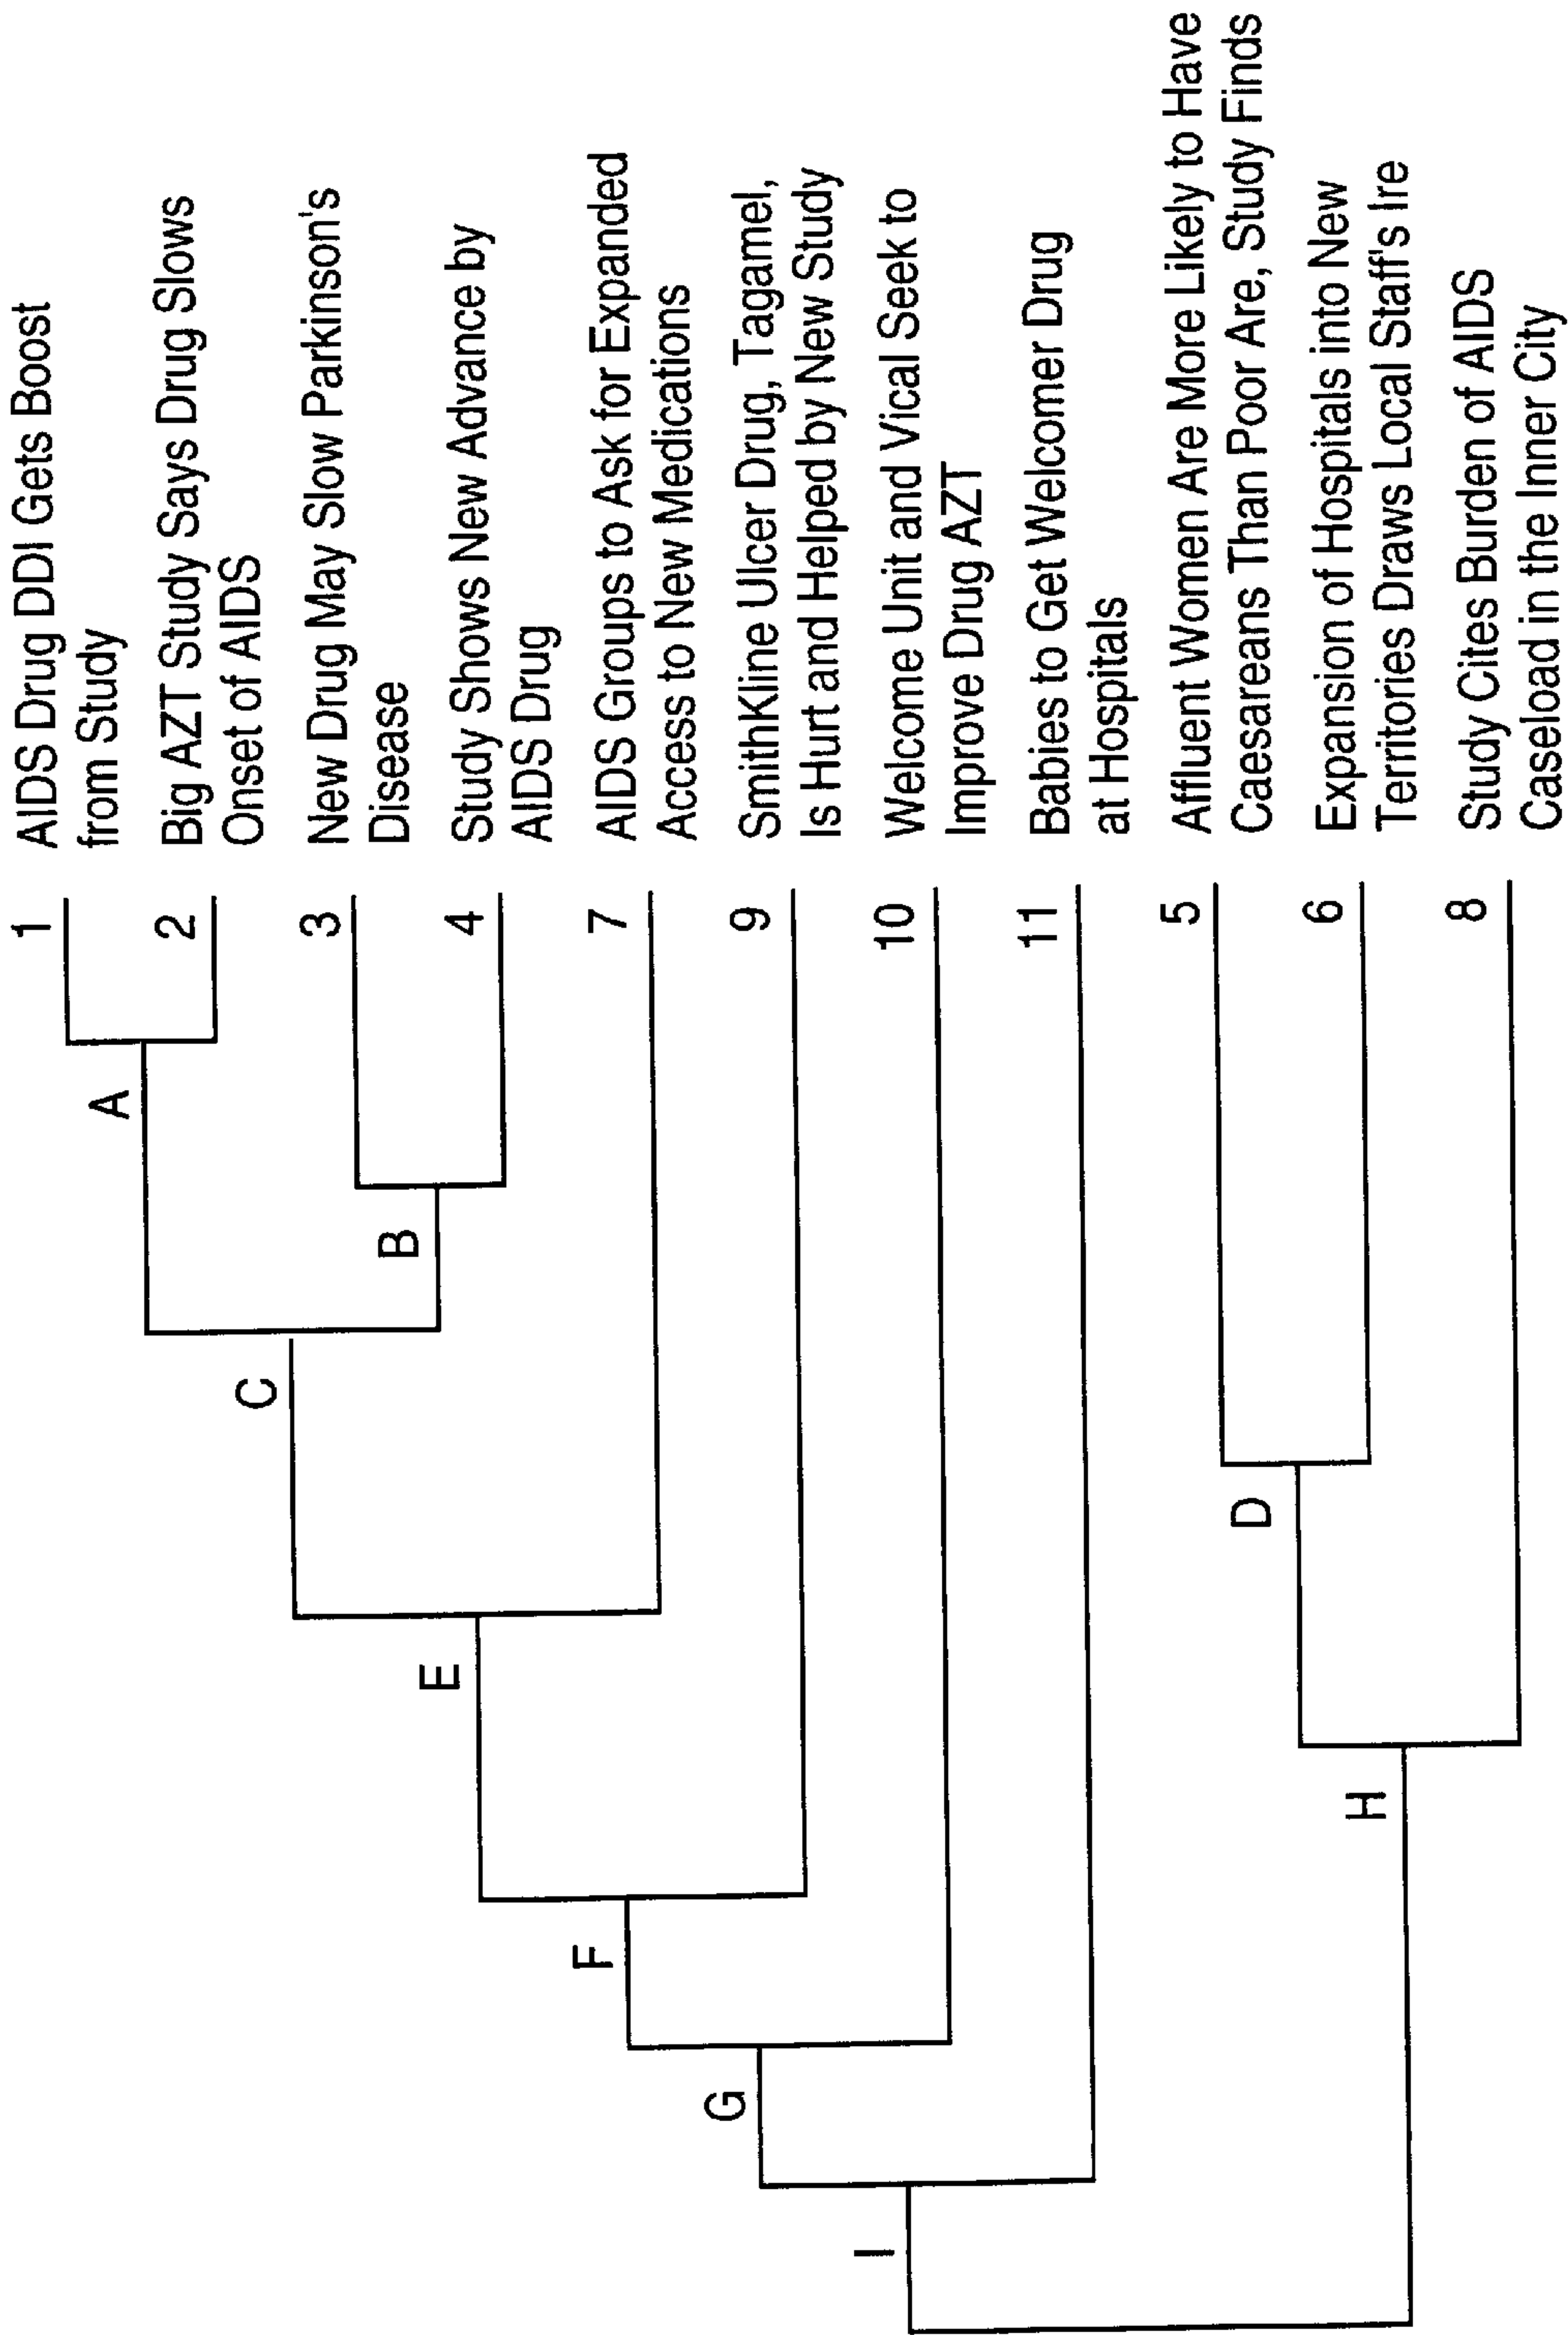 1 AIDS Drug DDI Gets Boost
from Study
2 Big AZT Study Says Drug Slows
Onset of AIDS
3 New Drug May Slow Parkinson's
Disease
4 Study Shows New Advance by
AIDS Drug
7 AIDS Groups to Ask for Expanded
Access to New Medications
9 SmithKline Ulcer Drug, Tagamel,
Is Hurt and Helped by New Study
10 Welcome Unit and Vical Seek to
Improve Drug AZT
11 Babies to Get Welcomer Drug
at Hospitals
5 Affluent Women Are More Likely to Have
Caesareans Than Poor Are, Study Finds
6 Expansion of Hospitals into New
Territories Draws Local Staff's Ire
8 Study Cites Burden of AIDS
Caseload in the Inner City
A
B
C
D
E
F
G
H
I